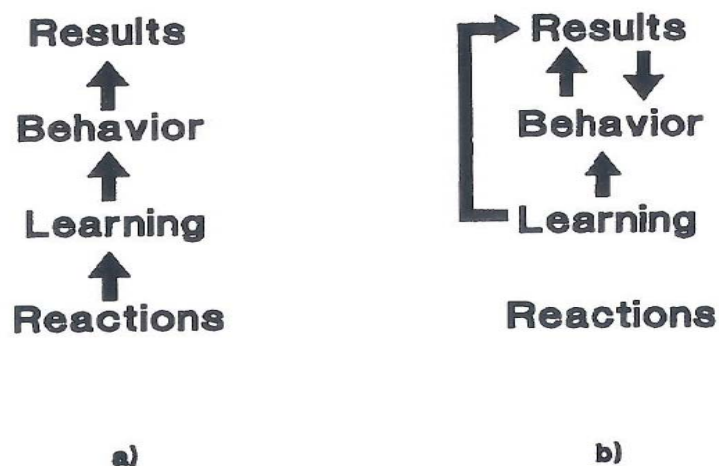 Results
Behavior
Learning
Reactions
a)
Results
Behavior
Learning
Reactions
b)